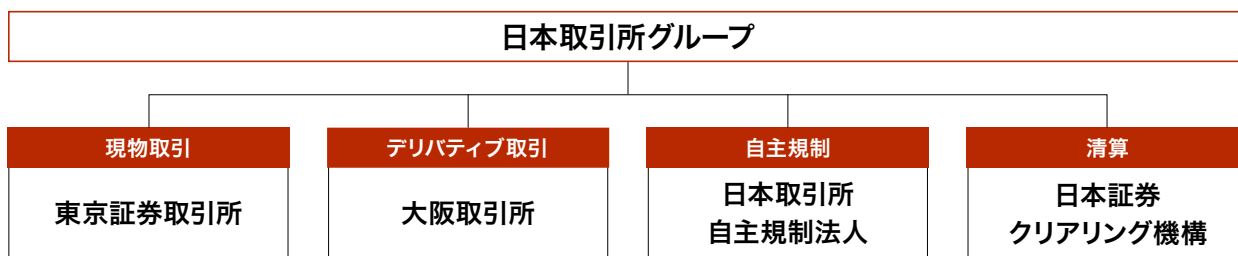 日本取引所グループ
現物取引
東京証券取引所
デリバティブ取引
大阪取引所
自主規制
日本取引所
自主規制法人
清算
日本証券
クリアリング機構